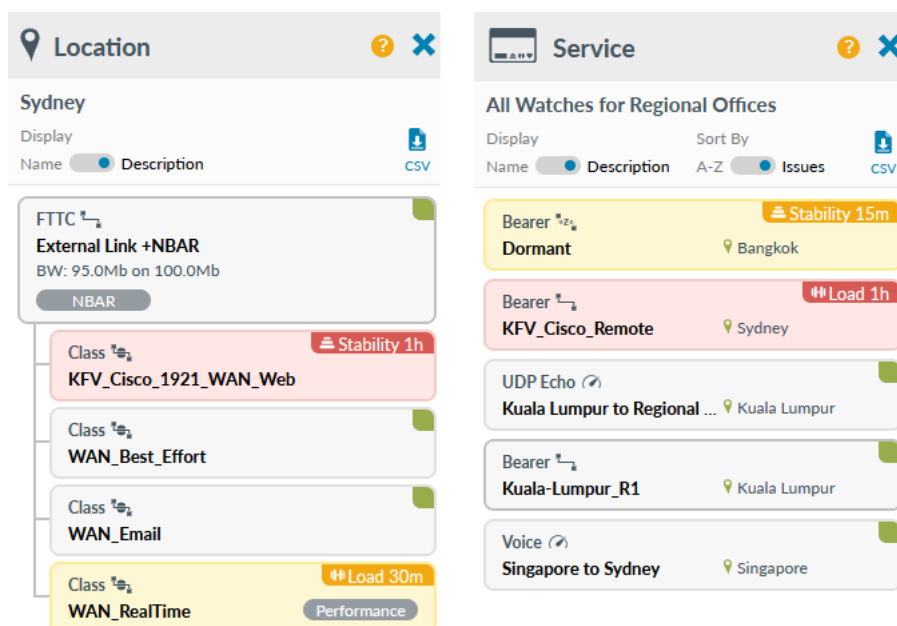 Location
?
Sydney
Display
Name Description
CSV
FTTC
External Link +NBAR
BW: 95.0Mb on 100.0Mb
NBAR
Class
Stability 1h
KFV_Cisco_1921_WAN_Web
Class
WAN_Best_Effort
Class
WAN_Email
Class
Load 30m
WAN_RealTime
Performance
Service
?
All Watches for Regional Offices
Display
Sort By
Name Description
A-Z Issues
CSV
Bearer
Stability 15m
Dormant
Bangkok
Bearer
Load 1h
KFV_Cisco_Remote
Sydney
UDP Echo
Kuala Lumpur to Regional ...
Kuala Lumpur
Bearer
Kuala-Lumpur_R1
Kuala Lumpur
Voice
Singapore to Sydney
Singapore